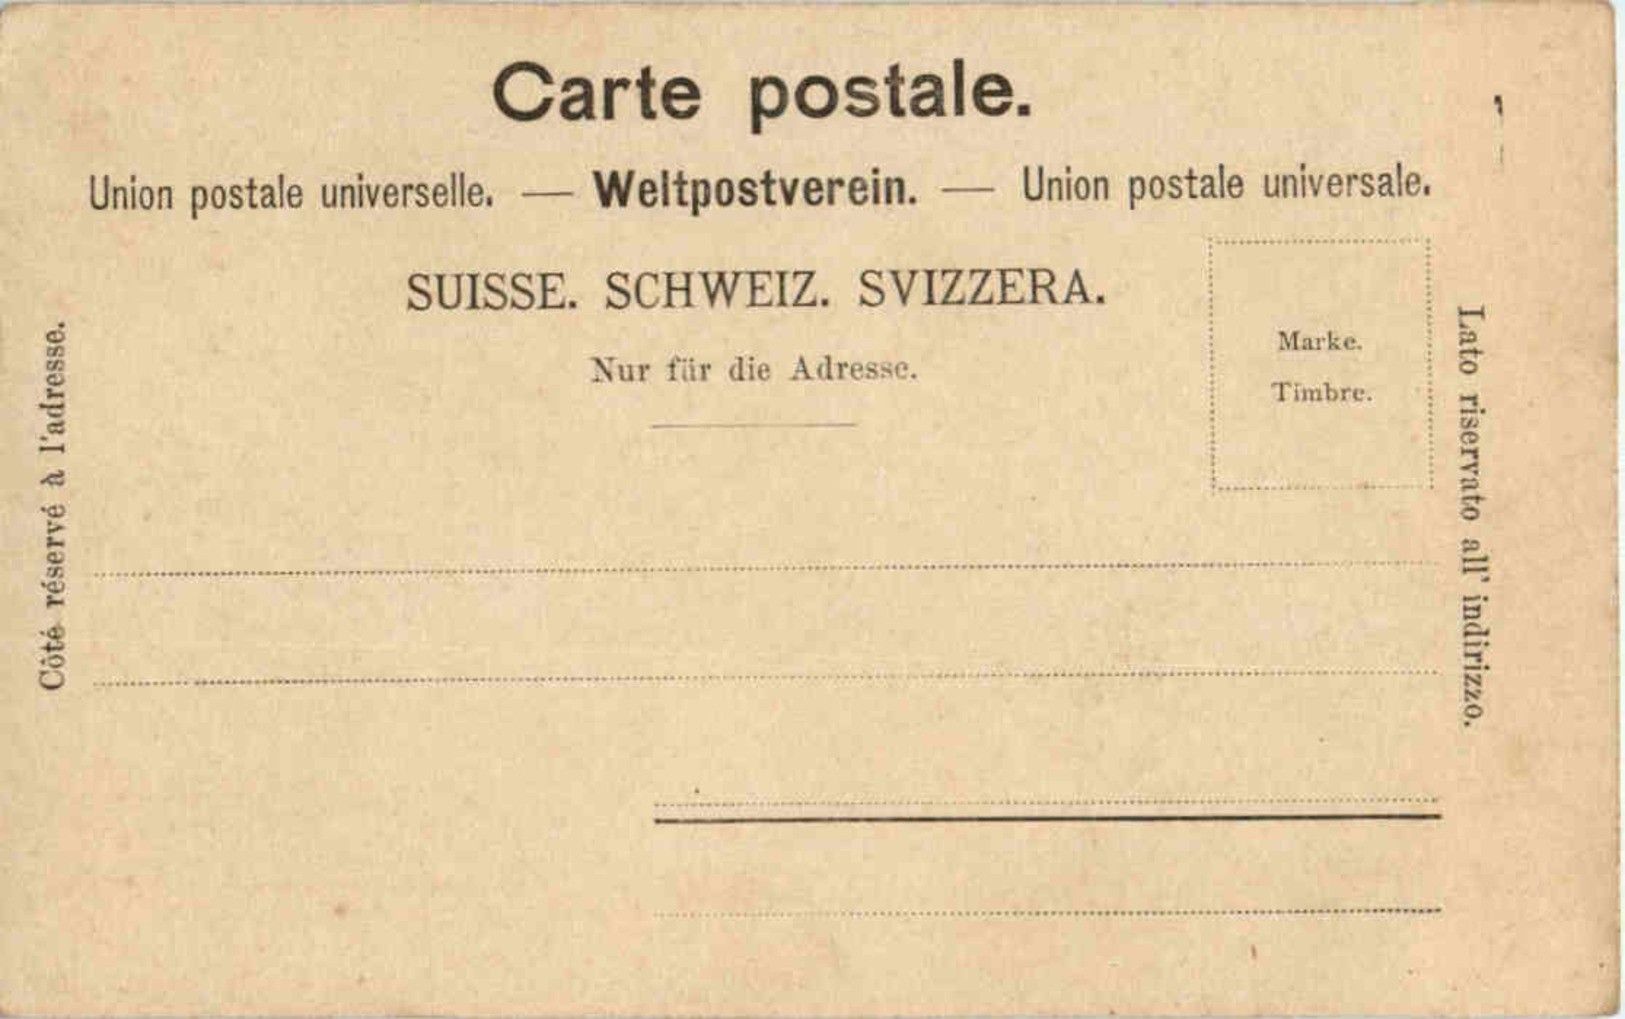 Carte postale.
Union postale universelle. — Weltpostverein. — Union postale universale.
SUISSE. SCHWEIZ. SVIZZERA.
Nur für die Adresse.
Marke.
Timbre.
Côté réservé à l'adresse.
Lato riservato all' indirizzo.